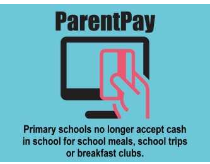 ParentPay
Primary schools no longer accept cash
in school for school meals, school trips
or breakfast clubs.